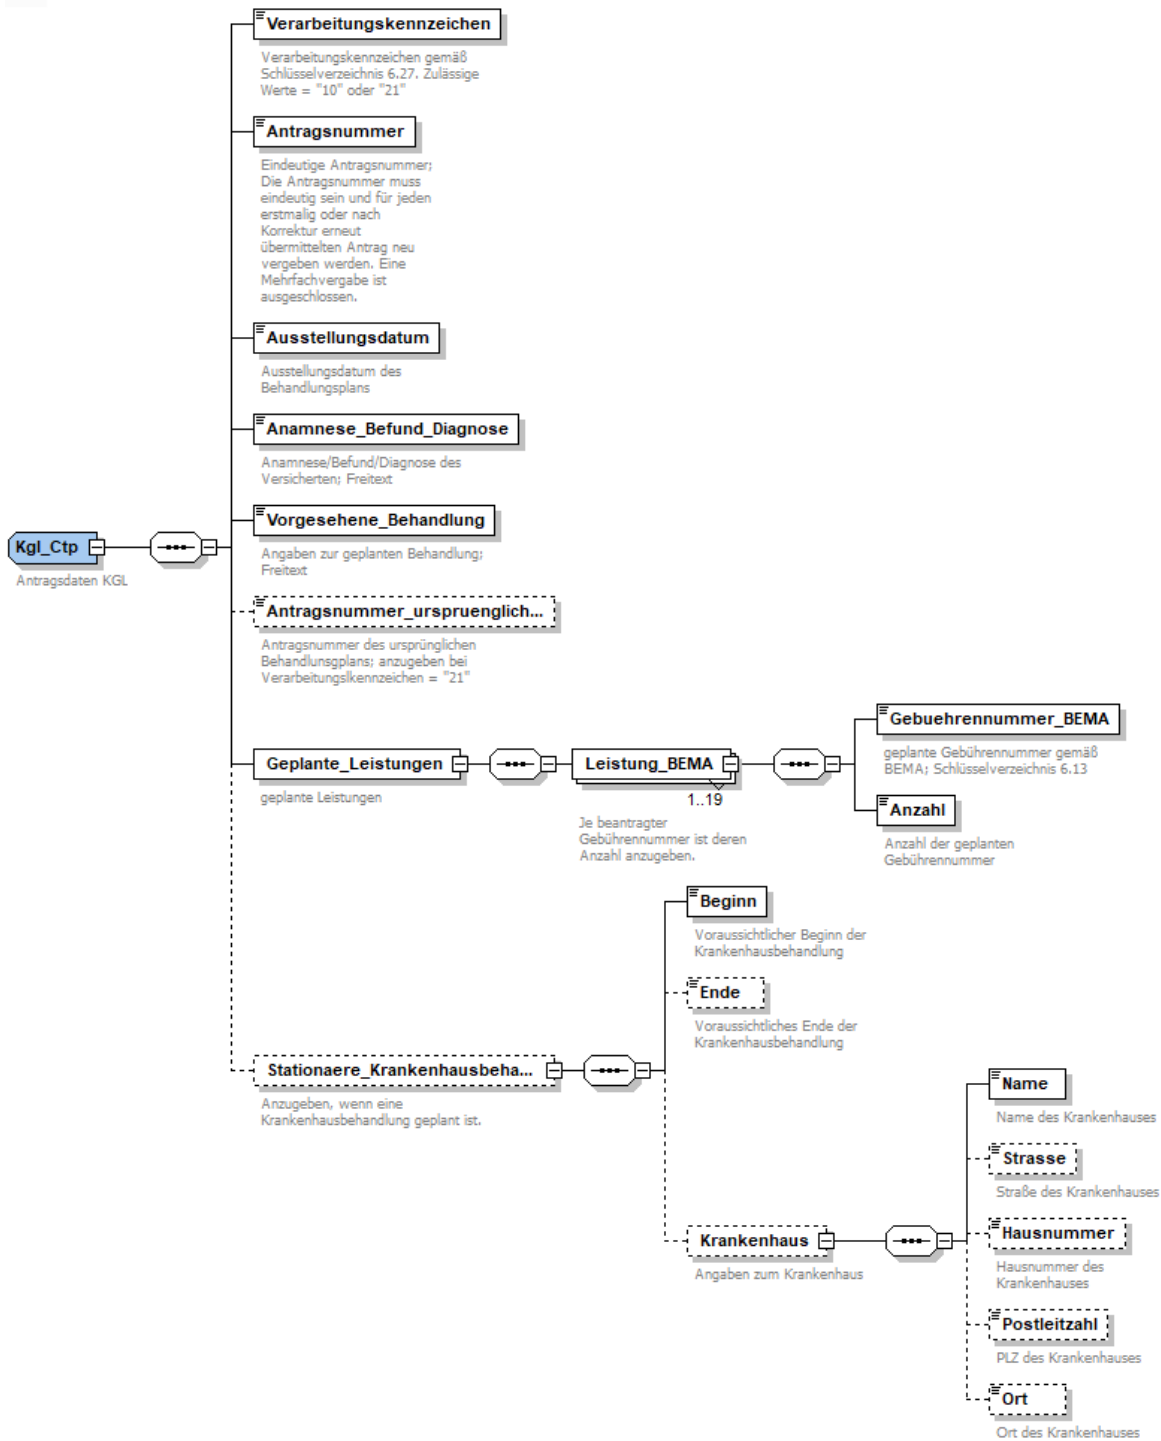 Verarbeitungskennzeichen
Verarbeitungskennzeichen gemäß
Schlüsselverzeichnis 6.27. Zulässige
Werte = "10" oder "21"
Antragsnummer
Eindeutige Antragsnummer;
Die Antragsnummer muss
eindeutig sein und für jeden
erstmalig oder nach
Korrektur erneut
übermittelten Antrag neu
vergeben werden. Eine
Mehrfachvergabe ist
ausgeschlossen.
Ausstellungsdatum
Ausstellungsdatum des
Behandlungsplans
Anamnese_Befund_Diagnose
Anamnese/Befund/Diagnose des
Versicherten; Freitext
Vorgesehene_Behandlung
Angaben zur geplanten Behandlung;
Freitext
Kgl_Ctp
Antragsdaten KGL
Antragsnummer_urspruenglich...
Antragsnummer des ursprünglichen
Behandlunsgplans; anzugeben bei
Verarbeitungslkennzeichen = "21"
Geplante_Leistungen
geplante Leistungen
Leistung_BEMA
1..19
Je beantragter
Gebührennummer ist deren
Anzahl anzugeben.
Gebuehrennummer_BEMA
geplante Gebührennummer gemäß
BEMA; Schlüsselverzeichnis 6.13
Anzahl
Anzahl der geplanten
Gebührennummer
Stationaere_Krankenhausbeha...
Anzugeben, wenn eine
Krankenhausbehandlung geplant ist.
Beginn
Voraussichtlicher Beginn der
Krankenhausbehandlung
Ende
Voraussichtliches Ende der
Krankenhausbehandlung
Krankenhaus
Angaben zum Krankenhaus
Name
Name des Krankenhauses
Strasse
Straße des Krankenhauses
Hausnummer
Hausnummer des
Krankenhauses
Postleitzahl
PLZ des Krankenhauses
Ort
Ort des Krankenhauses